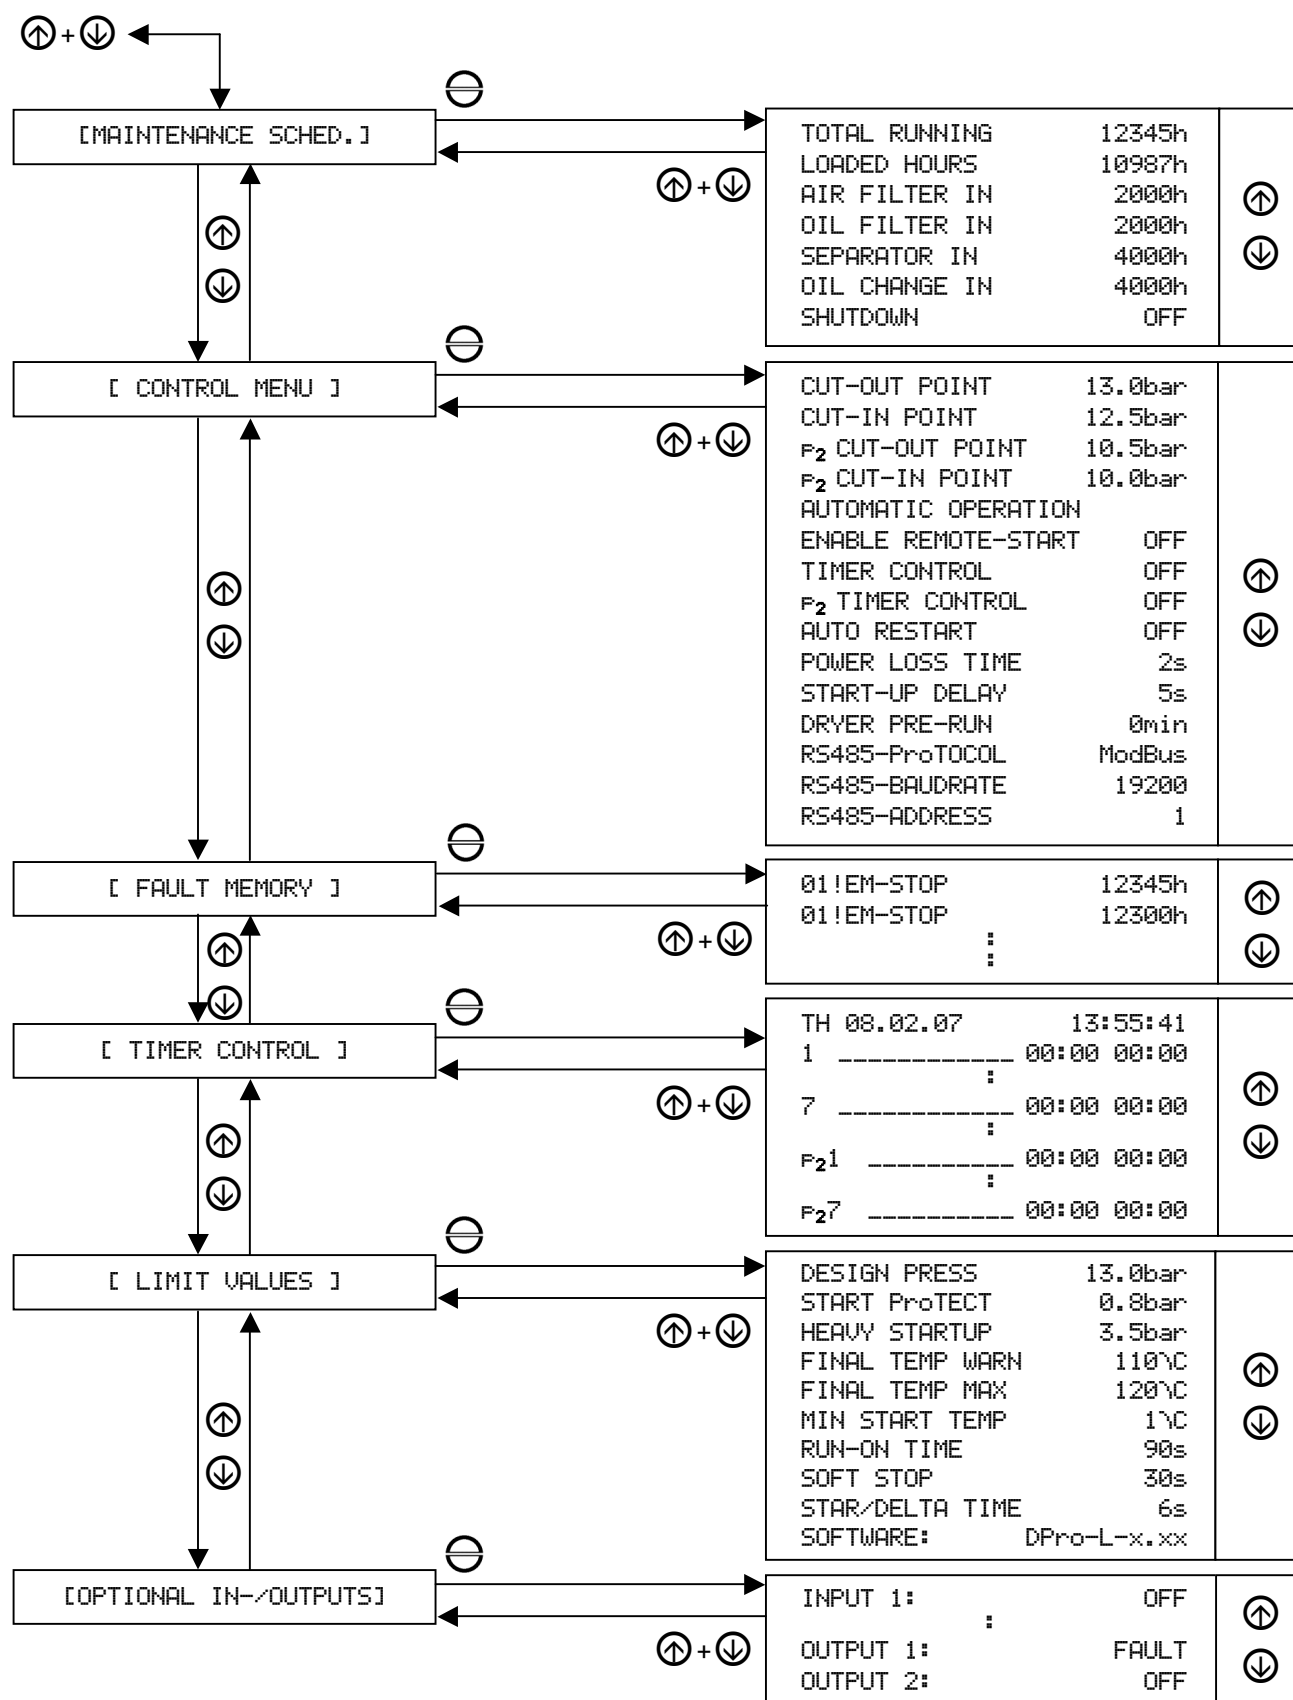 +
[MAINTENANCE SCHED.]
TOTAL RUNNING 12345h
LOADED HOURS 10987h
AIR FILTER IN 2000h
OIL FILTER IN 2000h
SEPARATOR IN 4000h
OIL CHANGE IN 4000h
SHUTDOWN OFF
+
[ CONTROL MENU ]
CUT-OUT POINT 13.0bar
CUT-IN POINT 12.5bar
P2 CUT-OUT POINT 10.5bar
P2 CUT-IN POINT 10.0bar
AUTOMATIC OPERATION
ENABLE REMOTE-START OFF
TIMER CONTROL OFF
P2 TIMER CONTROL OFF
AUTO RESTART OFF
POWER LOSS TIME 2s
START-UP DELAY 5s
DRYER PRE-RUN 0min
RS485-ProTOCOL ModBus
RS485-BAUDRATE 19200
RS485-ADDRESS 1
+
[ FAULT MEMORY ]
01!EM-STOP 12345h
01!EM-STOP 12300h
:
+
[ TIMER CONTROL ]
TH 08.02.07 13:55:41
1 ____________ 00:00 00:00
:
7 ____________ 00:00 00:00
:
P21 __________ 00:00 00:00
:
P27 __________ 00:00 00:00
+
[ LIMIT VALUES ]
DESIGN PRESS 13.0bar
START ProTECT 0.8bar
HEAVY STARTUP 3.5bar
FINAL TEMP WARN 110\C
FINAL TEMP MAX 120\C
MIN START TEMP 1\C
RUN-ON TIME 90s
SOFT STOP 30s
STAR/DELTA TIME 6s
SOFTWARE: DPro-L-x.xx
+
[OPTIONAL IN-/OUTPUTS]
INPUT 1: OFF
:
OUTPUT 1: FAULT
OUTPUT 2: OFF
+